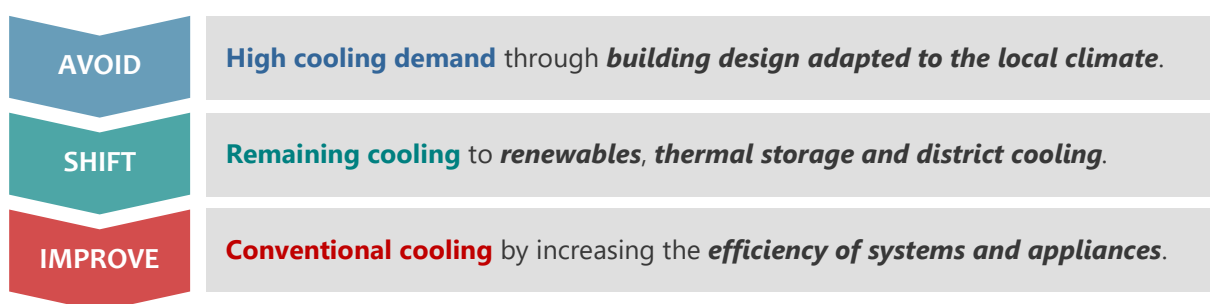 AVOID
High cooling demand through building design adapted to the local climate.
SHIFT
Remaining cooling to renewables, thermal storage and district cooling.
IMPROVE
Conventional cooling by increasing the efficiency of systems and appliances.